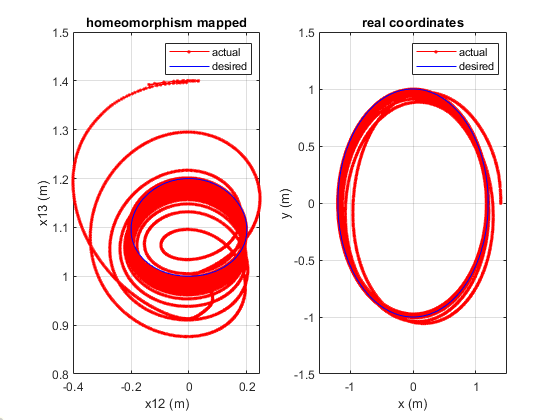 homeomorphism mapped
1.5
1.4
1.3
1.2
1.1
1
0.9
0.8
-0.4
-0.2
0
0.2
x13 (m)
x12 (m)
actual
desired
real coordinates
1.5
1
0.5
0
-0.5
-1
-1.5
-1
0
1
y (m)
x (m)
actual
desired